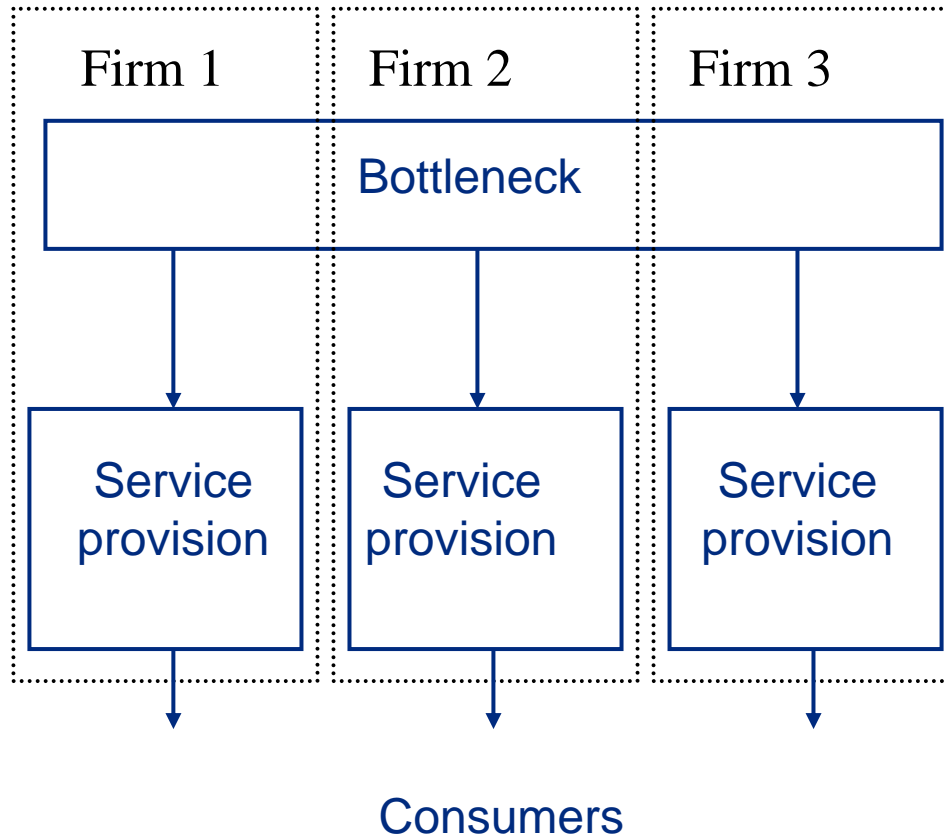 Firm 1
Firm 2
Firm 3
Bottleneck
Service
provision
Service
provision
Service
provision
Consumers